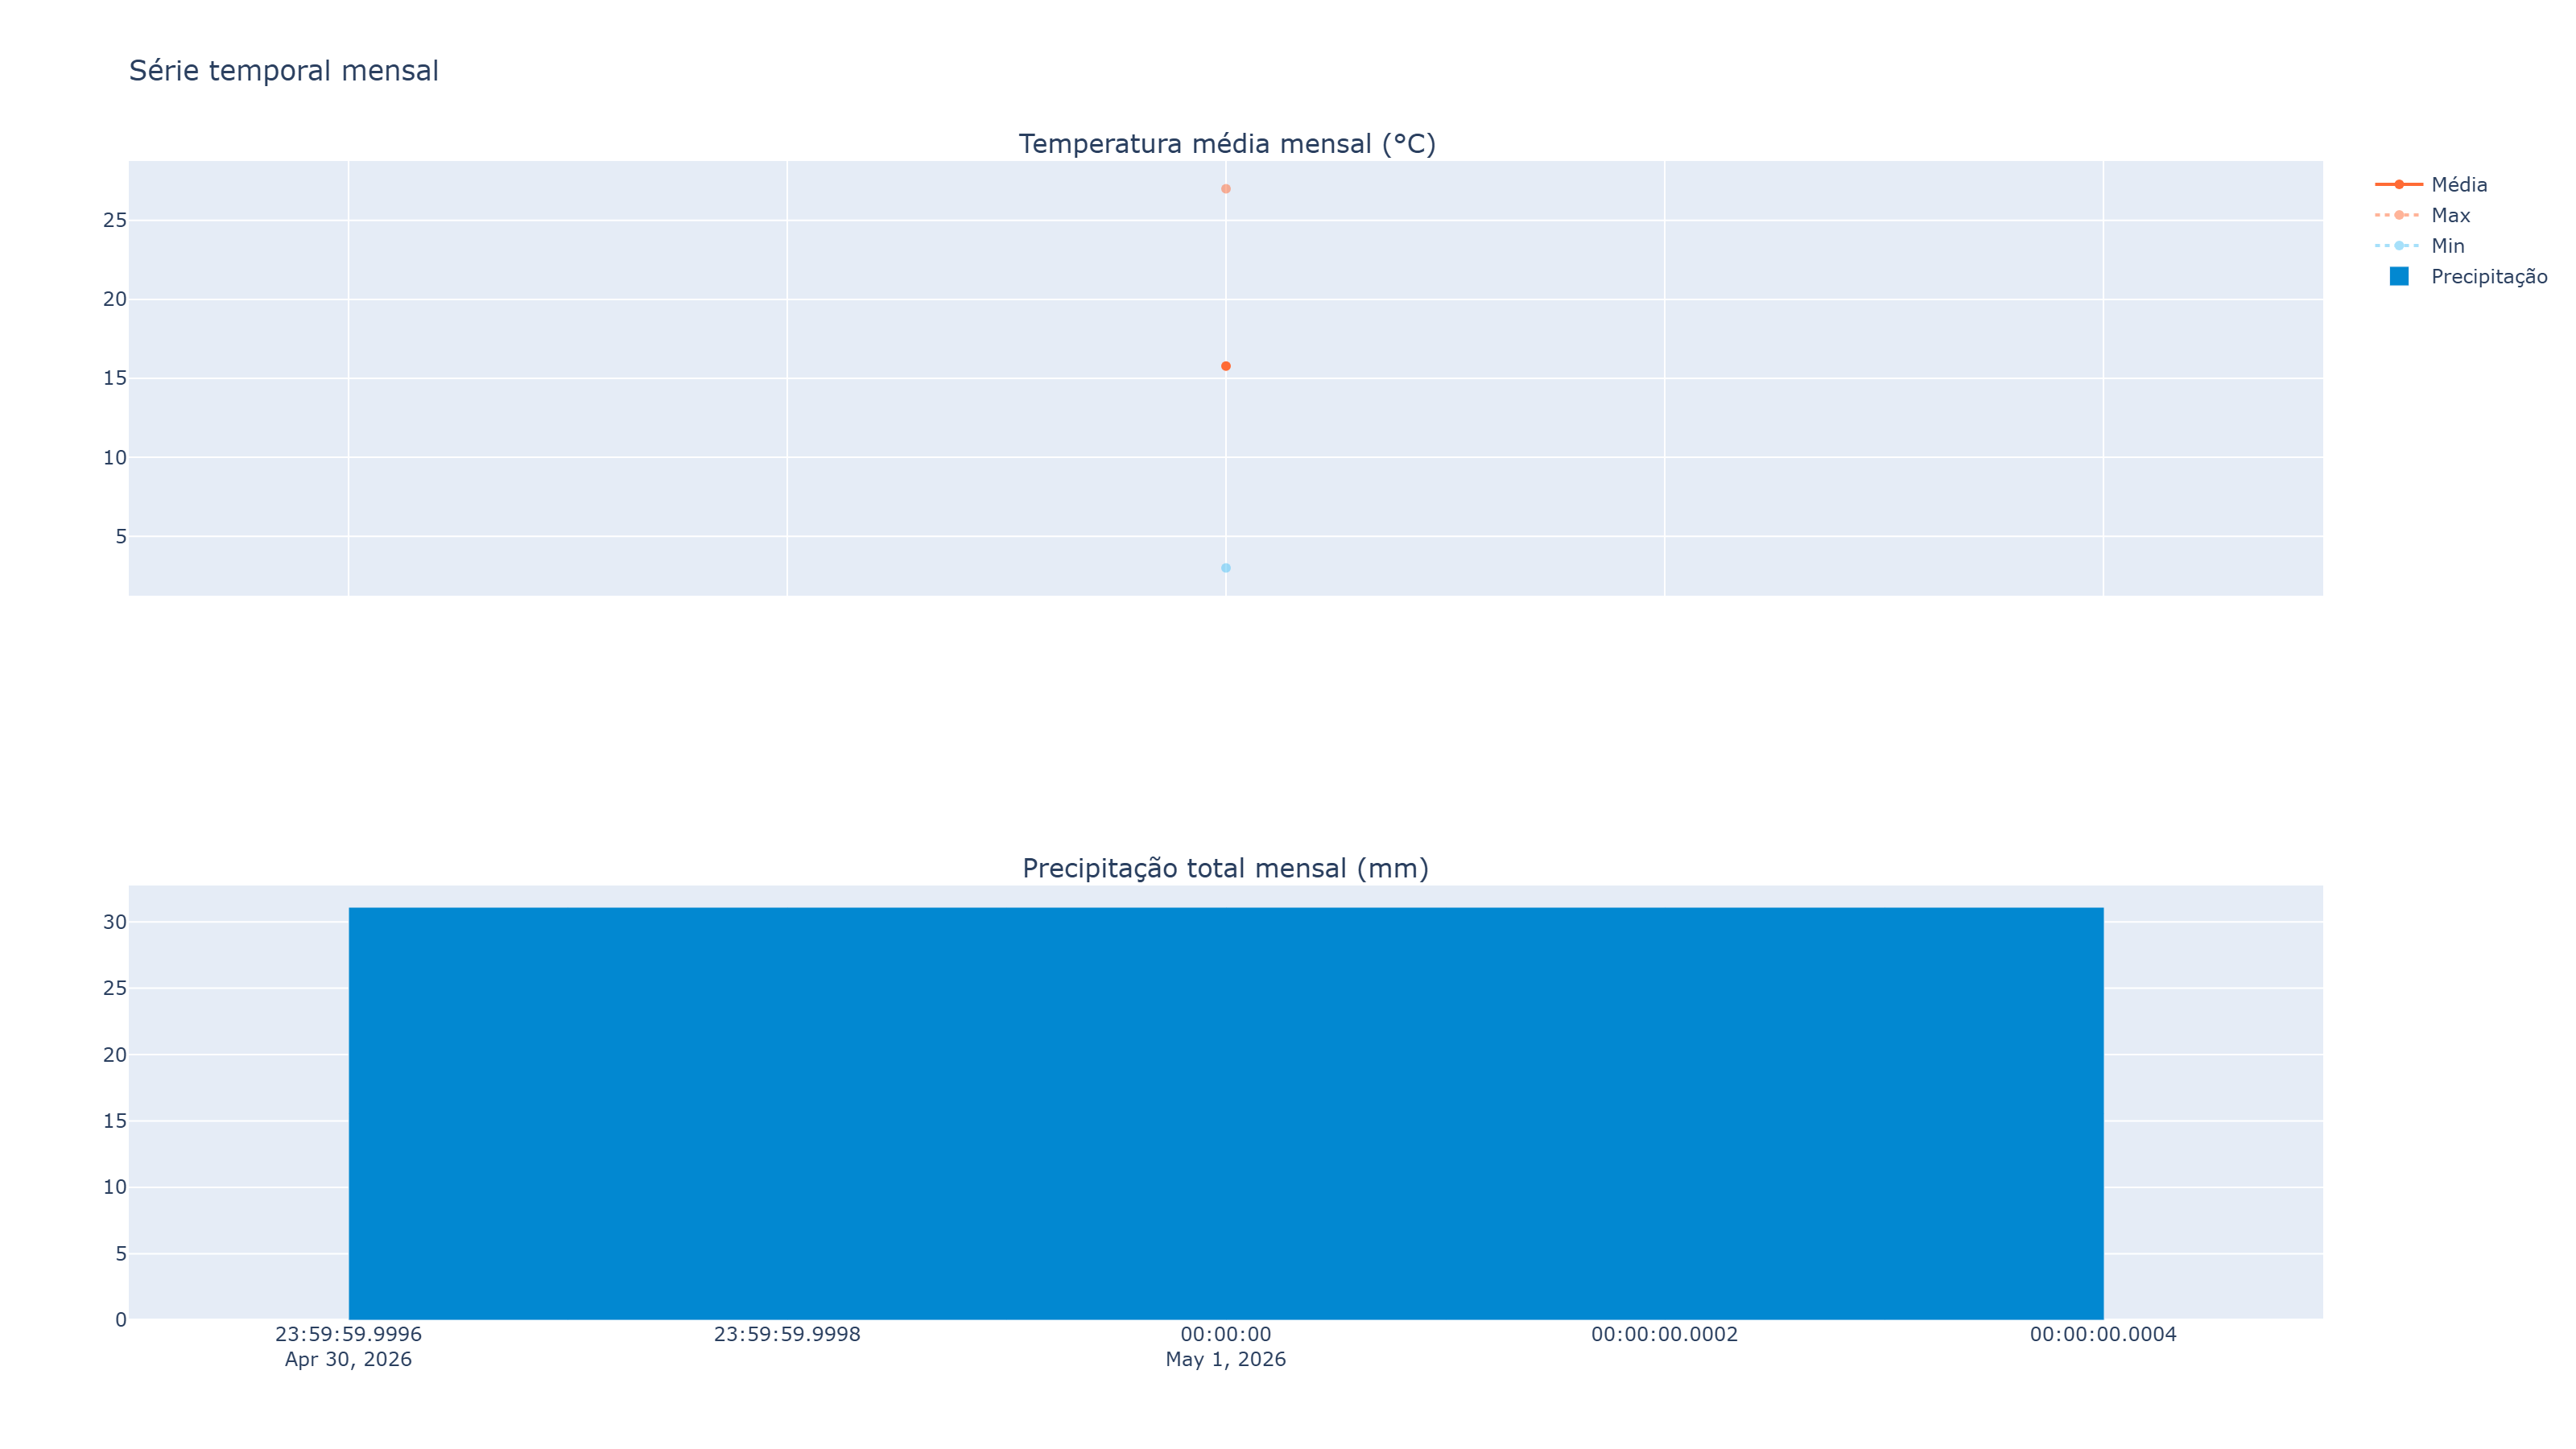 Série temporal mensal
Temperatura média mensal (°C)
25
20
15
10
5
Média
Max
Min
Precipitação
Precipitação total mensal (mm)
30
25
20
15
10
5
0
23:59:59.9996 23:59:59.9998 00:00:00 00:00:00.0002 00:00:00.0004
Apr 30, 2026 May 1, 2026